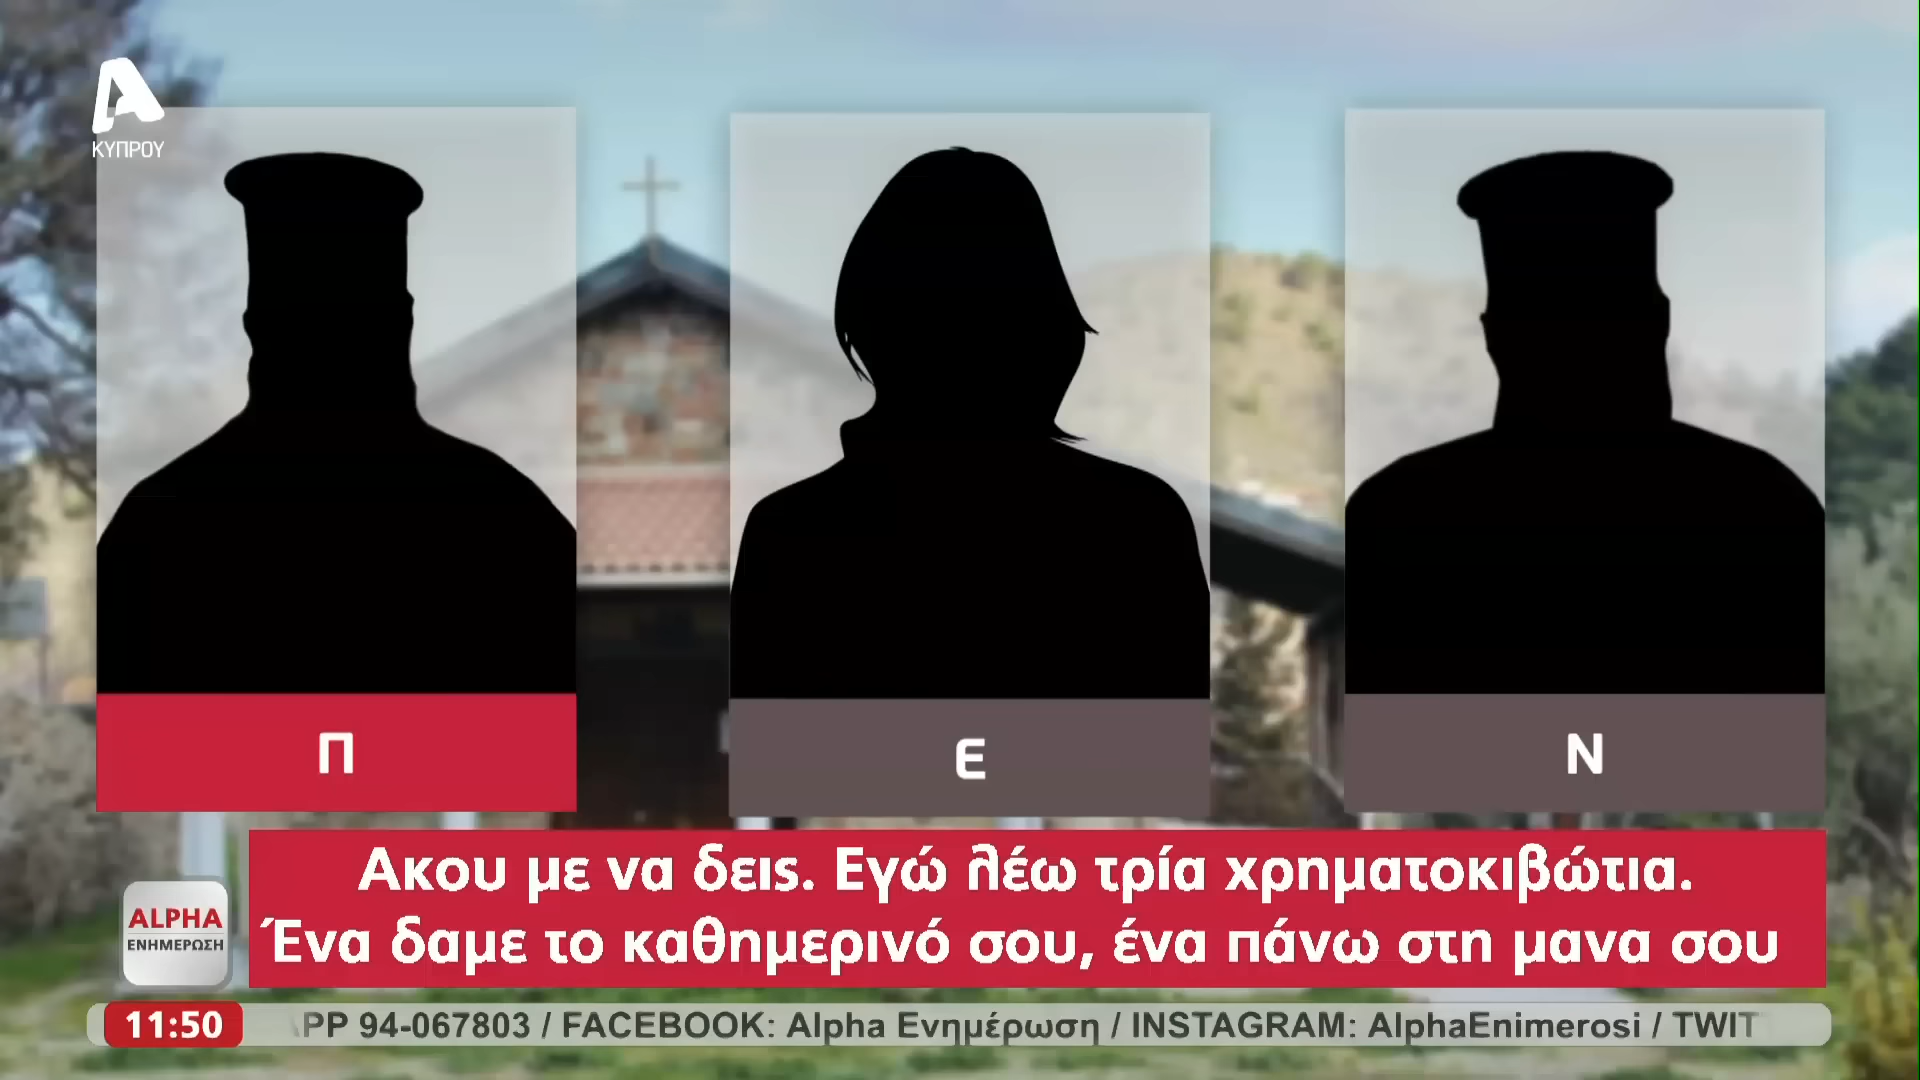 ΚΥΠΡΟΥ
Π
Ε
Ν
Ακου με να δεις. Εγώ λέω τρία χρηματοκιβώτια.
Ένα δαμε το καθημερινό σου, ένα πάνω στη μανα σου
ALPHA
ΕΝΗΜΕΡΩΣΗ
11:50
PP 94-067803 / FACEBOOK: Alpha Ενημέρωση / INSTAGRAM: AlphaEnimerosi / TWIT